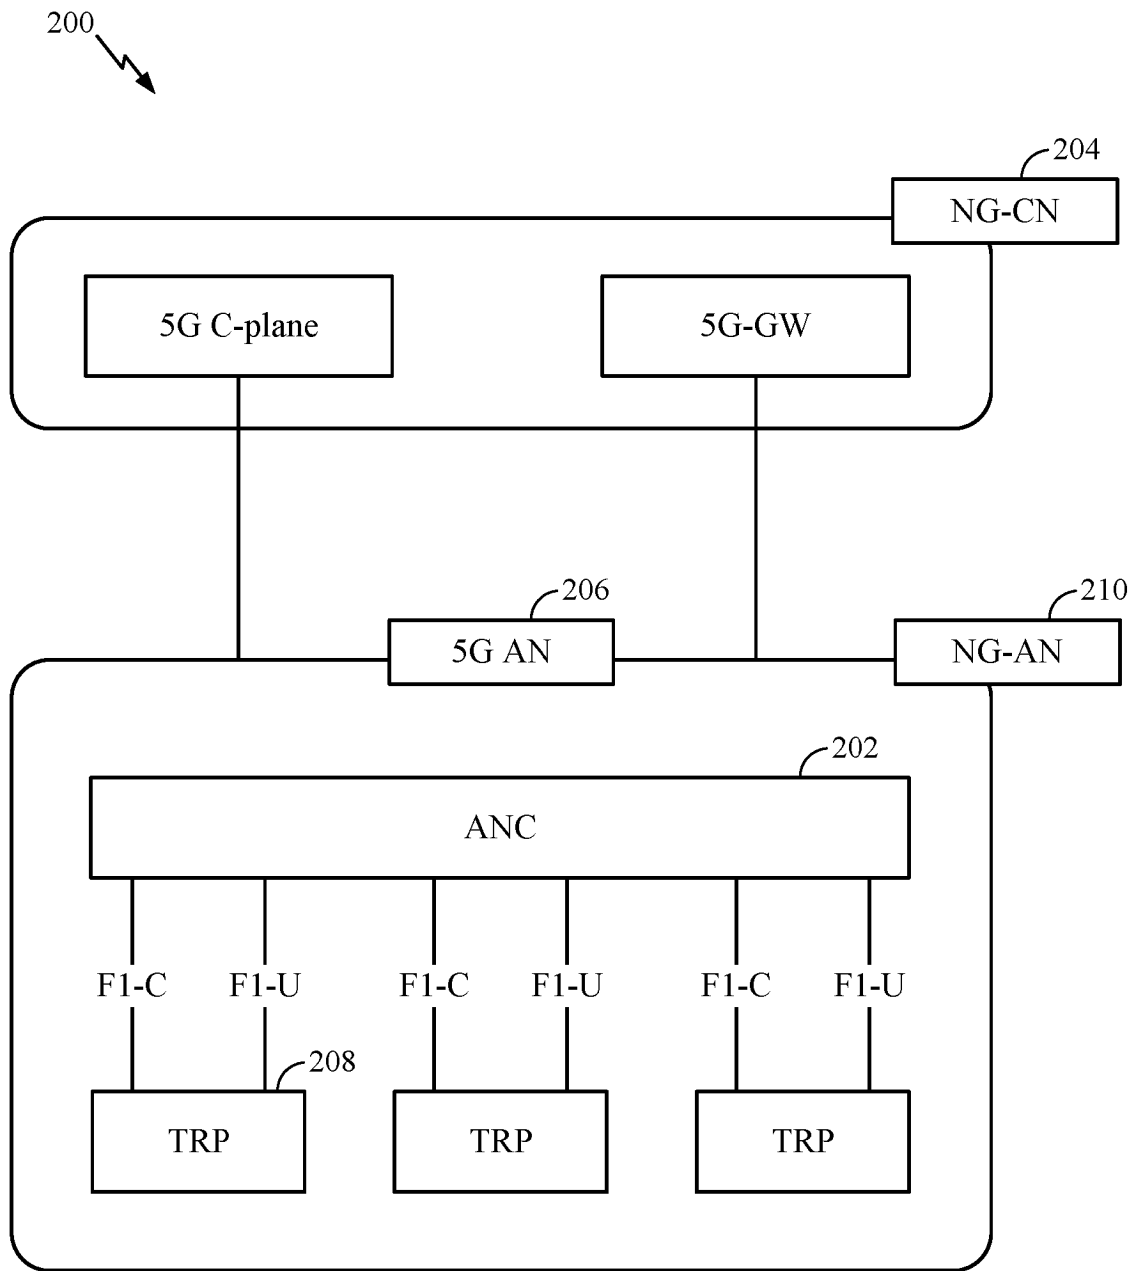 200
204
NG-CN
5G C-plane
5G-GW
206
210
5G AN
NG-AN
202
ANC
F1-C F1-U F1-C F1-U F1-C F1-U
208
TRP TRP TRP